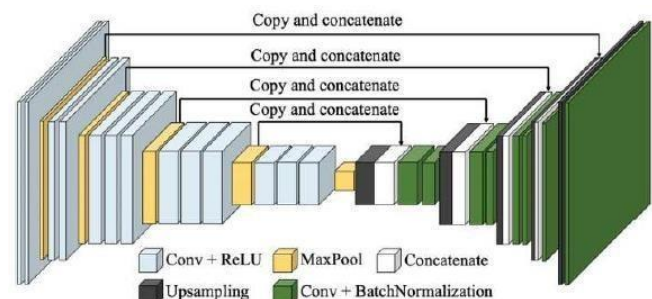 Copy and concatenate
Copy and concatenate
Copy and concatenate
Copy and concatenate
Conv + ReLU MaxPool Concatenate
Upsampling Conv + BatchNormalization